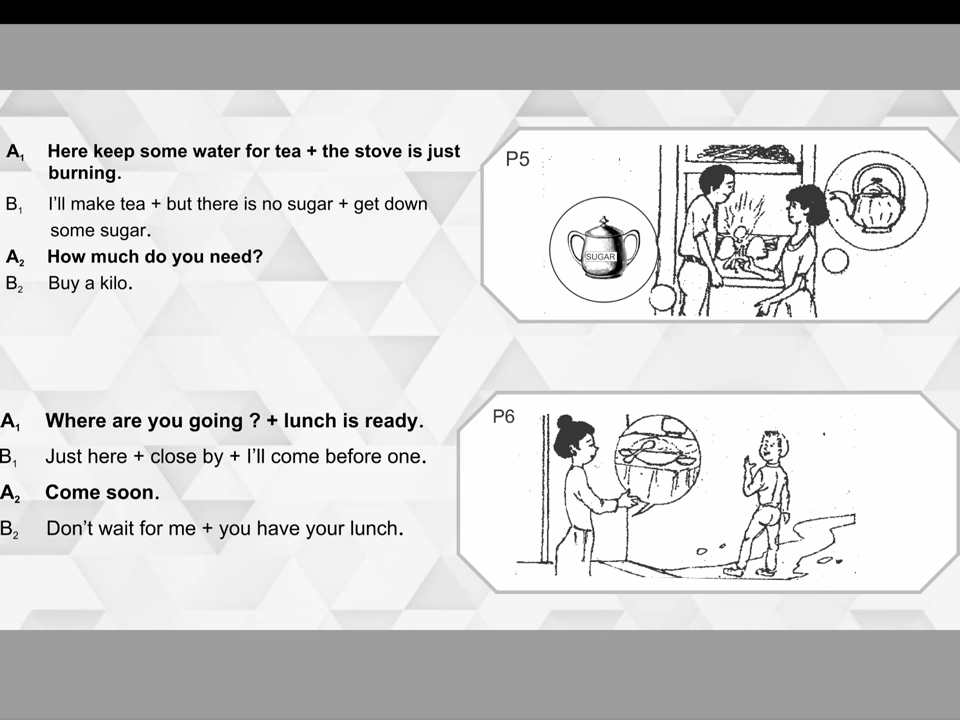 A1 Here keep some water for tea + the stove is just
burning.
B1 I'll make tea + but there is no sugar + get down
some sugar.
A2 How much do you need?
B2 Buy a kilo.
P5
SUGAR
A1 Where are you going ? + lunch is ready.
B1 Just here + close by + I'll come before one.
A2 Come soon.
B2 Don't wait for me + you have your lunch.
P6